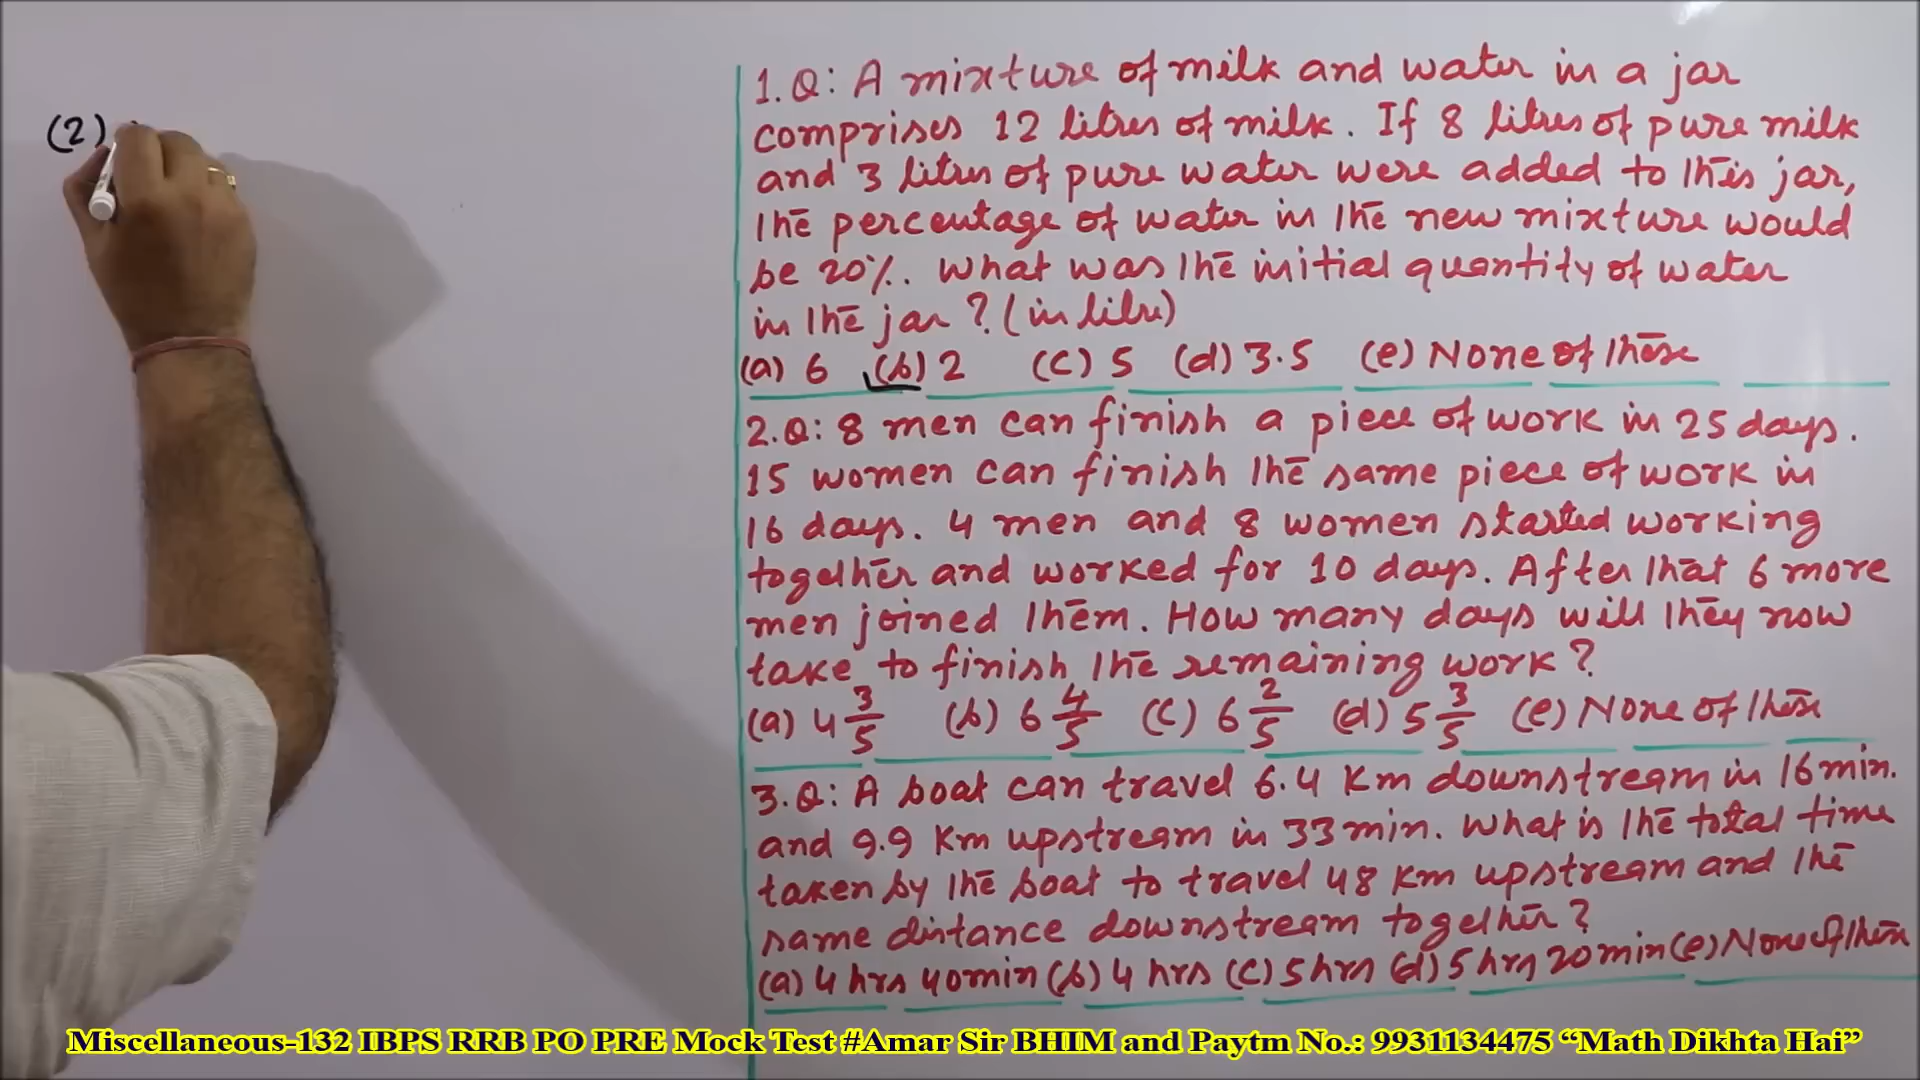 (2)
1.Q: A mixture of milk and water in a jar
comprises 12 litres of milk. If 8 litres of pure milk
and 3 litres of pure water were added to this jar,
the percentage of water in the new mixture would
be 20%. What was the initial quantity of water
in the jar? (in litre)
(a) 6 (b) 2 (c) 5 (d) 3.5 (e) None of these
2.Q: 8 men can finish a piece of work in 25 days.
15 women can finish the same piece of work in
16 days. 4 men and 8 women started working
together and worked for 10 days. After that 6 more
men joined them. How many days will they now
take to finish the remaining work?
(a) 4 3/5 (b) 6 4/5 (c) 6 2/5 (d) 5 3/5 (e) None of these
3.Q: A boat can travel 6.4 Km downstream in 16 min.
and 9.9 Km upstream in 33 min. What is the total time
taken by the boat to travel 48 Km upstream and the
same distance downstream together?
(a) 4 hrs 40 min (b) 4 hrs (c) 5 hrs (d) 5 hrs 20 min (e) None of these
Miscellaneous-132 IBPS RRB PO PRE Mock Test #Amar Sir BHIM and Paytm No.: 9931134475 “Math Dikhta Hai”